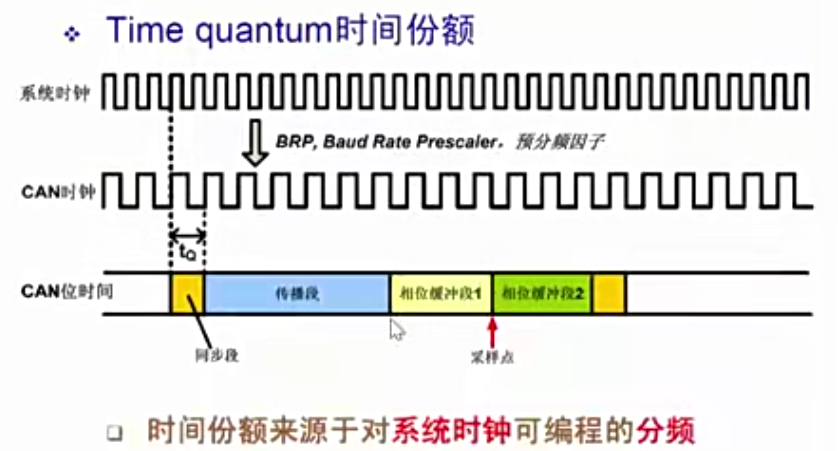 Time quantum时间份额
系统时钟
BRP, Baud Rate Prescaler，预分频因子
CAN时钟
tQ
CAN位时间
传播段
相位缓冲段1
相位缓冲段2
同步段
采样点
时间份额来源于对系统时钟可编程的分频